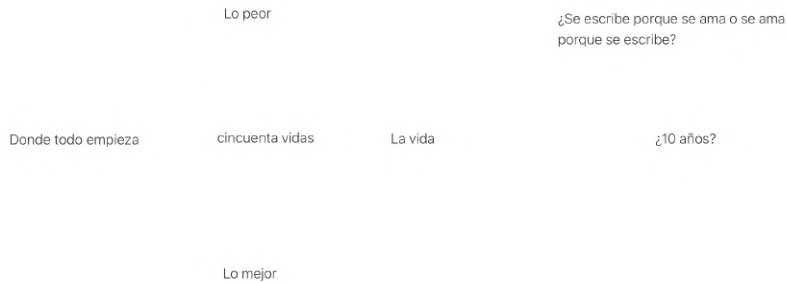 Lo peor
¿Se escribe porque se ama o se ama
porque se escribe?
Donde todo empieza
cincuenta vidas
La vida
¿10 años?
Lo mejor